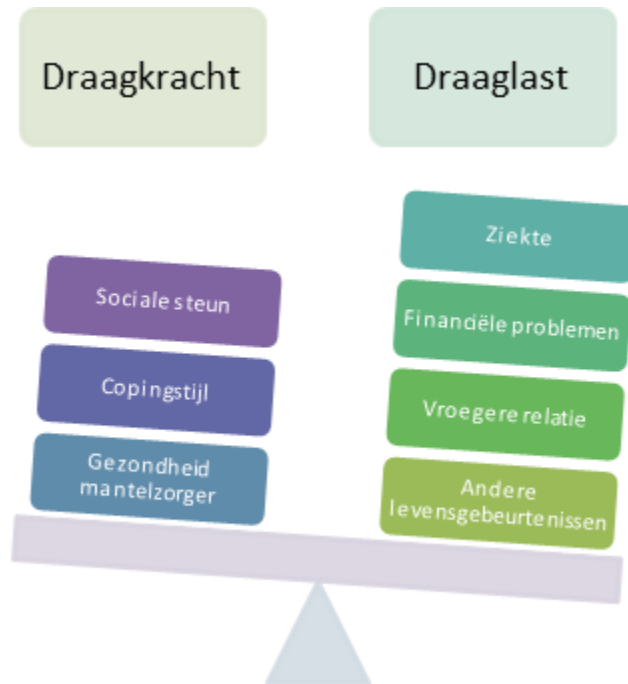 Draagkracht
Draaglast
Sociale steun
Copingstijl
Gezondheid
mantelzorger
Ziekte
Financiële problemen
Vroegere relatie
Andere
levensgebeurtenissen